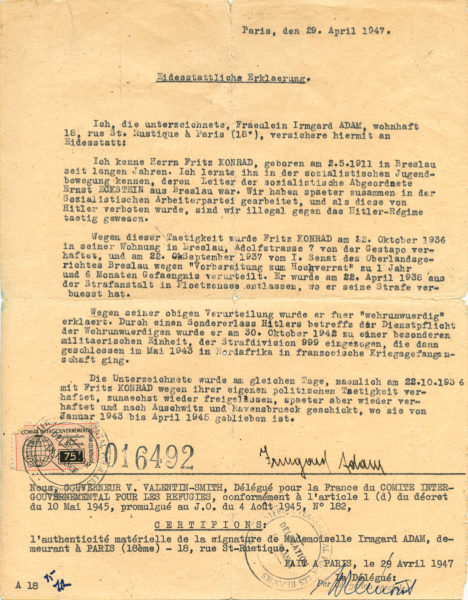 Paris, den 29. April 1947.
Eidesstattliche Erklaerung.
Ich, die unterzeichnete, Fraeulein Irmgard ADAM, wohnhaft
18, rue St. Rustique à Paris (18°), versichere hiermit an
Eidesstatt:
Ich kenne Herrn Fritz KONRAD, geboren am 2.5.1911 in Breslau
seit langen Jahren. Ich lernte ihn in der sozialistischen Jugend-
bewegung kennen, deren Leiter der sozialistische Abgeordnete
Ernst ECKSTEIN aus Breslau war. Wir haben spaeter zusammen in der
Sozialistischen Arbeiterpartei gearbeitet, und als diese von
Hitler verboten wurde, sind wir illegal gegen das Hitler-Régime
taetig gewesen.
Wegen dieser Taetigkeit wurde Fritz KONRAD am 22. Oktober 1936
in seiner Wohnung in Breslau, Adolfstrasse 7 von der Gestapo ver-
haftet, und am 22. September 1937 vom I. Senat des Oberlandsge-
richtes Breslau wegen "Vorbereitung zum Hochverrat" zu 1 Jahr
und 6 Monaten Gefaengnis verurteilt. Er wurde am 22. April 1938 aus
der Strafanstalt in Ploetzensee entlassen, wo er seine Strafe ver-
buesst hat.
Wegen seiner obigen Verurteilung wurde er fuer "wehrunwuerdig"
erklaert. Durch einen Sondererlass Hitlers betreffs der Dienstpflicht
der Wehrunwuerdigen wurde er am 30. Oktober 1942 zu einer besonderen
militaerischen Einheit, der Strafdivision 999 eingezogen, die dann
geschlossen im Mai 1943 in Nordafrika in franzoesische Kriegsgefangen-
schaft ging.
Die Unterzeichnete wurde am gleichen Tage, naemlich am 22.10.1936
mit Fritz KONRAD wegen ihrer eigenen politischen Taetigkeit ver-
haftet, zunaechst wieder freigelassen, spaeter aber wieder ver-
haftet und nach Auschwitz und Ravensbrueck geschickt, wo sie von
Januar 1943 bis April 1945 geblieben ist.
75
016492
Irmgard Adam
Nous, GOUVERNEUR V. VALENTIN-SMITH, Délégué pour la France du COMITE INTER-
GOUVERNEMENTAL POUR LES REFUGIES, conformément à l'article 1 (d) du décret
du 10 Mai 1945, promulgué au J.O. du 4 Août 1945, N° 182,
CERTIFIONS:
l'authenticité matérielle de la signature de Mademoiselle Irmgard ADAM, de-
meurant à PARIS (18ème) - 18, rue St-Rustique.
FAIT A PARIS, le 29 Avril 1947
Le Délégué:
A 18